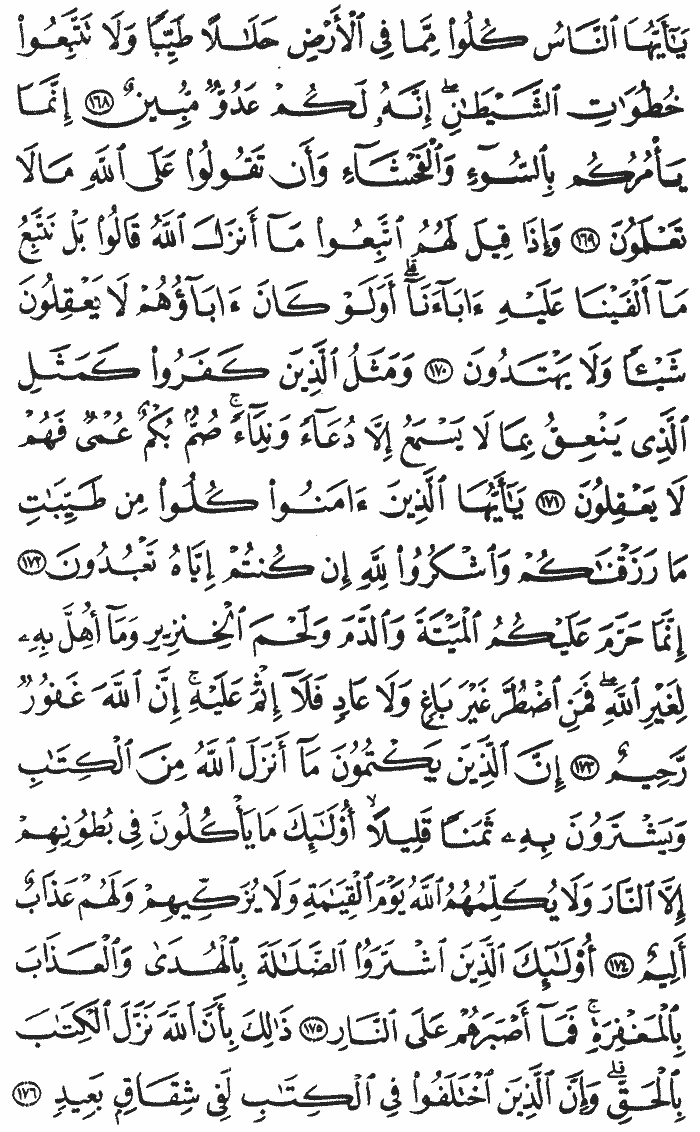 يَـٰٓأَيُّهَا ٱلنَّاسُ كُلُوا۟ مِمَّا فِى ٱلْأَرْضِ حَلَـٰلًا طَيِّبًا وَلَا تَتَّبِعُوا۟
خُطُوَٰتِ ٱلشَّيْطَـٰنِ ۚ إِنَّهُۥ لَكُمْ عَدُوٌّ مُّبِينٌ ١٦٨ إِنَّمَا
يَأْمُرُكُم بِٱلسُّوٓءِ وَٱلْفَحْشَآءِ وَأَن تَقُولُوا۟ عَلَى ٱللَّهِ مَا لَا
تَعْلَمُونَ ١٦٩ وَإِذَا قِيلَ لَهُمُ ٱتَّبِعُوا۟ مَآ أَنزَلَ ٱللَّهُ قَالُوا۟ بَلْ نَتَّبِعُ
مَآ أَلْفَيْنَا عَلَيْهِ ءَابَآءَنَآ ۗ أَوَلَوْ كَانَ ءَابَآؤُهُمْ لَا يَعْقِلُونَ
شَيْـًٔا وَلَا يَهْتَدُونَ ١٧٠ وَمَثَلُ ٱلَّذِينَ كَفَرُوا۟ كَمَثَلِ
ٱلَّذِى يَنْعِقُ بِمَا لَا يَسْمَعُ إِلَّا دُعَآءً وَنِدَآءً ۚ صُمٌّۢ بُكْمٌ عُمْىٌ فَهُمْ
لَا يَعْقِلُونَ ١٧١ يَـٰٓأَيُّهَا ٱلَّذِينَ ءَامَنُوا۟ كُلُوا۟ مِن طَيِّبَـٰتِ
مَا رَزَقْنَـٰكُمْ وَٱشْكُرُوا۟ لِلَّهِ إِن كُنتُمْ إِيَّاهُ تَعْبُدُونَ ١٧٢
إِنَّمَا حَرَّمَ عَلَيْكُمُ ٱلْمَيْتَةَ وَٱلدَّمَ وَلَحْمَ ٱلْخِنزِيرِ وَمَآ أُهِلَّ بِهِۦ
لِغَيْرِ ٱللَّهِ ۖ فَمَنِ ٱضْطُرَّ غَيْرَ بَاغٍ وَلَا عَادٍ فَلَآ إِثْمَ عَلَيْهِ ۚ إِنَّ ٱللَّهَ غَفُورٌ
رَّحِيمٌ ١٧٣ إِنَّ ٱلَّذِينَ يَكْتُمُونَ مَآ أَنزَلَ ٱللَّهُ مِنَ ٱلْكِتَـٰبِ
وَيَشْتَرُونَ بِهِۦ ثَمَنًا قَلِيلًا ۙ أُو۟لَـٰٓئِكَ مَا يَأْكُلُونَ فِى بُطُونِهِمْ
إِلَّا ٱلنَّارَ وَلَا يُكَلِّمُهُمُ ٱللَّهُ يَوْمَ ٱلْقِيَـٰمَةِ وَلَا يُزَكِّيهِمْ وَلَهُمْ عَذَابٌ
أَلِيمٌ ١٧٤ أُو۟لَـٰٓئِكَ ٱلَّذِينَ ٱشْتَرَوُا۟ ٱلضَّلَـٰلَةَ بِٱلْهُدَىٰ وَٱلْعَذَابَ
بِٱلْمَغْفِرَةِ ۚ فَمَآ أَصْبَرَهُمْ عَلَى ٱلنَّارِ ١٧٥ ذَٰلِكَ بِأَنَّ ٱللَّهَ نَزَّلَ ٱلْكِتَـٰبَ
بِٱلْحَقِّ ۗ وَإِنَّ ٱلَّذِينَ ٱخْتَلَفُوا۟ فِى ٱلْكِتَـٰبِ لَفِى شِقَاقٍۭ بَعِيدٍ ١٧٦